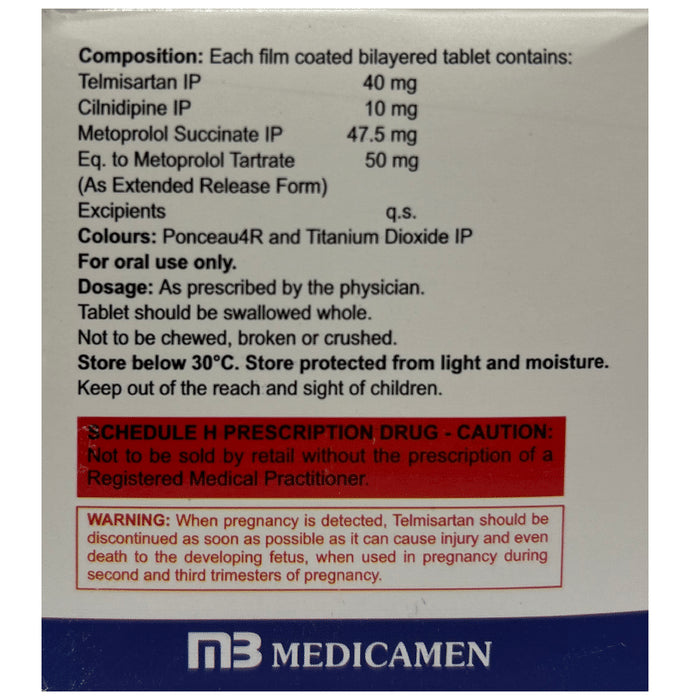 Composition: Each film coated bilayered tablet contains:
Telmisartan IP 40 mg
Cilnidipine IP 10 mg
Metoprolol Succinate IP 47.5 mg
Eq. to Metoprolol Tartrate 50 mg
(As Extended Release Form)
Excipients q.s.
Colours: Ponceau4R and Titanium Dioxide IP
For oral use only.
Dosage: As prescribed by the physician.
Tablet should be swallowed whole.
Not to be chewed, broken or crushed.
Store below 30°C. Store protected from light and moisture.
Keep out of the reach and sight of children.
SCHEDULE H PRESCRIPTION DRUG - CAUTION:
Not to be sold by retail without the prescription of a
Registered Medical Practitioner.
WARNING: When pregnancy is detected, Telmisartan should be
discontinued as soon as possible as it can cause injury and even
death to the developing fetus, when used in pregnancy during
second and third trimesters of pregnancy.
MB MEDICAMEN